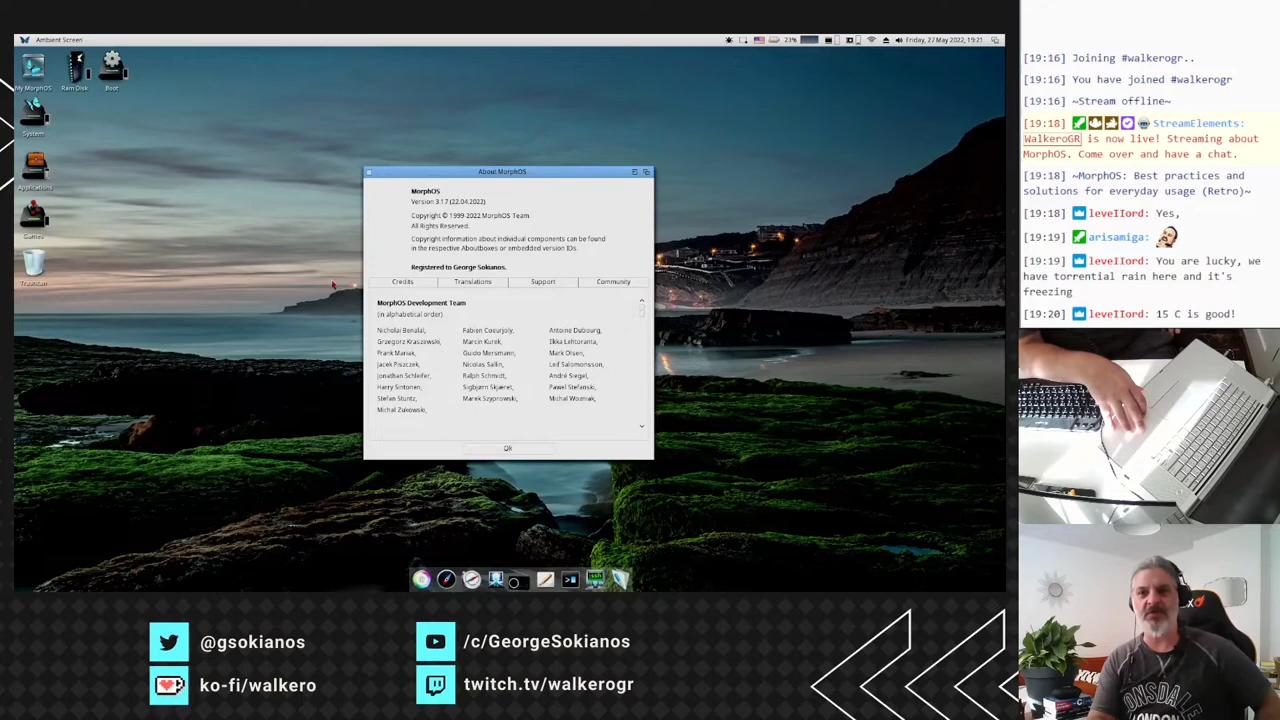 Ambient Screen
23%
Friday, 27 May 2022, 19:21
My MorphOS
Ram Disk
Boot
System
Applications
Games
Trashcan
About MorphOS
MorphOS
Version 3.17 (22.04.2022)
Copyright © 1999-2022 MorphOS Team.
All Rights Reserved.
Copyright information about individual components can be found
in the respective Aboutboxes or embedded version IDs.
Registered to George Sokianos.
Credits Translations Support Community
MorphOS Development Team
(in alphabetical order)
Nicholai Benalal, Fabien Coeurjoly, Antoine Dubourg,
Grzegorz Kraszewski, Marcin Kurek, Ilkka Lehtoranta,
Frank Mariak, Guido Mersmann, Mark Olsen,
Jacek Piszczek, Nicolas Sallin, Leif Salomonsson,
Jonathan Schleifer, Ralph Schmidt, André Siegel,
Harry Sintonen, Sigbjørn Skjæret, Pawel Stefanski,
Stefan Stuntz, Marek Szyprowski, Michal Wozniak,
Michal Zukowski,
Ok
ssh
[19:16] Joining #walkerogr..
[19:16] You have joined #walkerogr
[19:16] ~Stream offline~
[19:18] StreamElements:
WalkeroGR is now live! Streaming about
MorphOS. Come over and have a chat.
[19:18] ~MorphOS: Best practices and
solutions for everyday usage (Retro)~
[19:18] leveIIord: Yes,
[19:19] arisamiga:
[19:19] leveIIord: You are lucky, we
have torrential rain here and it's
freezing
[19:20] leveIIord: 15 C is good!
@gsokianos
/c/GeorgeSokianos
ko-fi/walkero
twitch.tv/walkerogr
LONSDALE